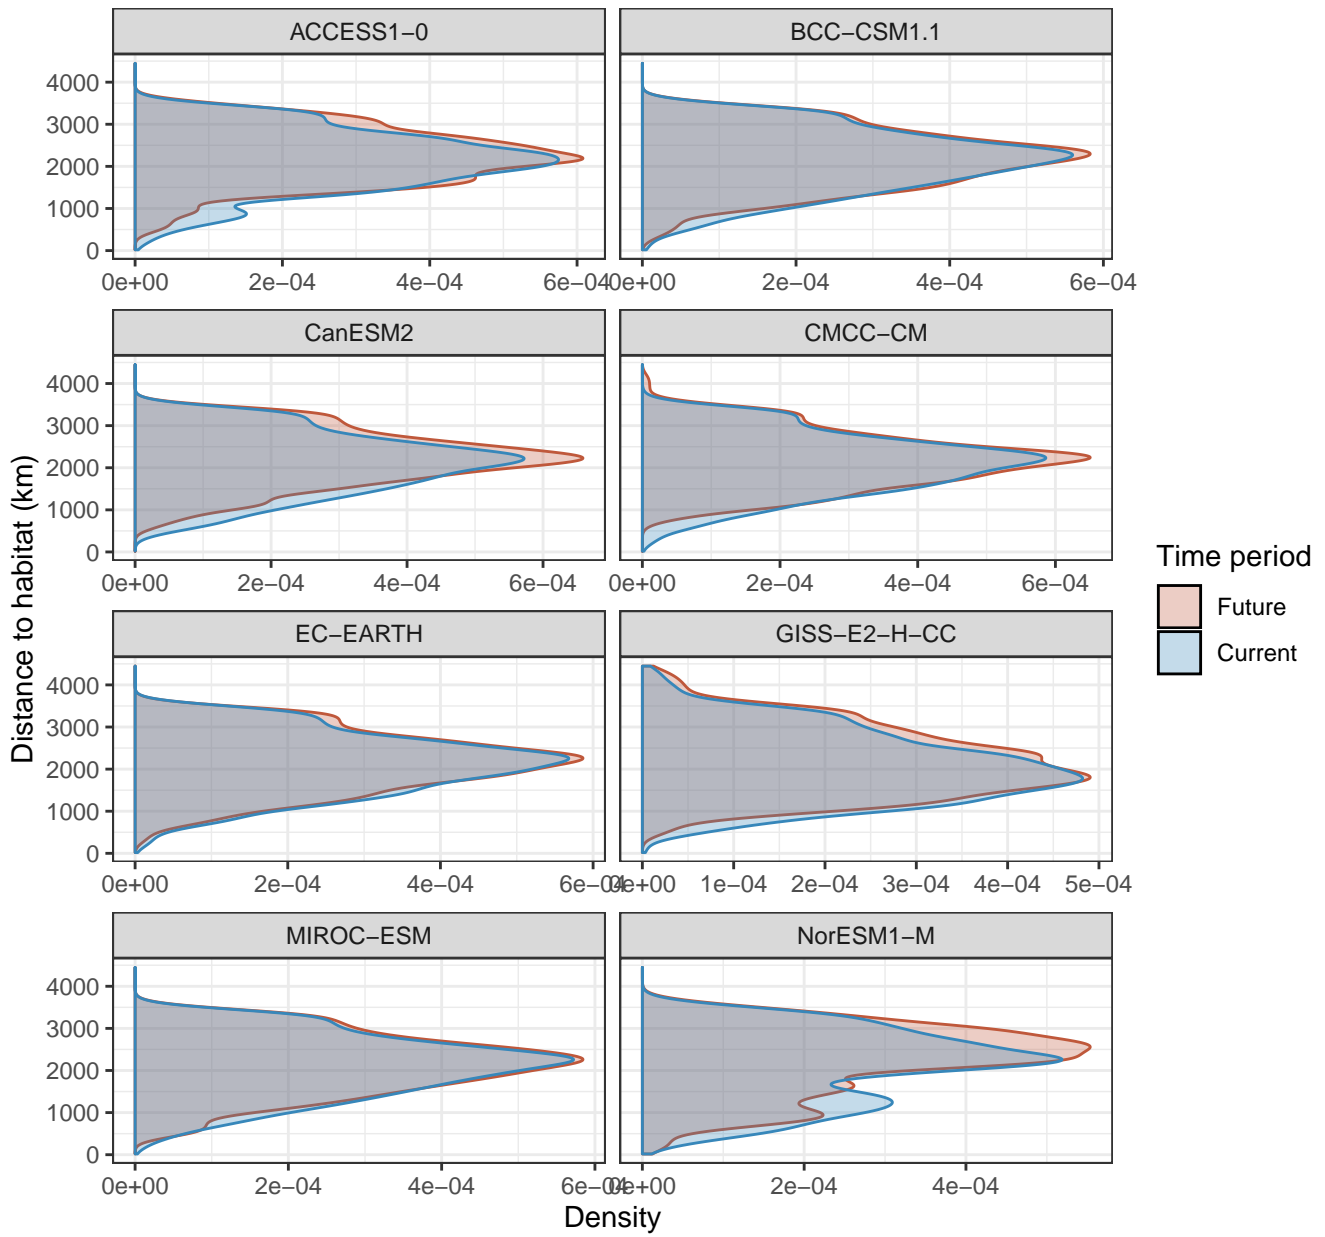 ACCESS1−0
BCC−CSM1.1
4000
3000
2000
1000
0
0e+00 2e−04 4e−04 6e−04
0e+00 2e−04 4e−04 6e−04
CanESM2
CMCC−CM
4000
3000
2000
1000
0
0e+00 2e−04 4e−04 6e−04
0e+00 2e−04 4e−04 6e−04
EC−EARTH
GISS−E2−H−CC
4000
3000
2000
1000
0
0e+00 2e−04 4e−04 6e−04
0e+00 1e−04 2e−04 3e−04 4e−04 5e−04
MIROC−ESM
NorESM1−M
4000
3000
2000
1000
0
0e+00 2e−04 4e−04 6e−04
0e+00 2e−04 4e−04
Density
Distance to habitat (km)
Time period
Future
Current